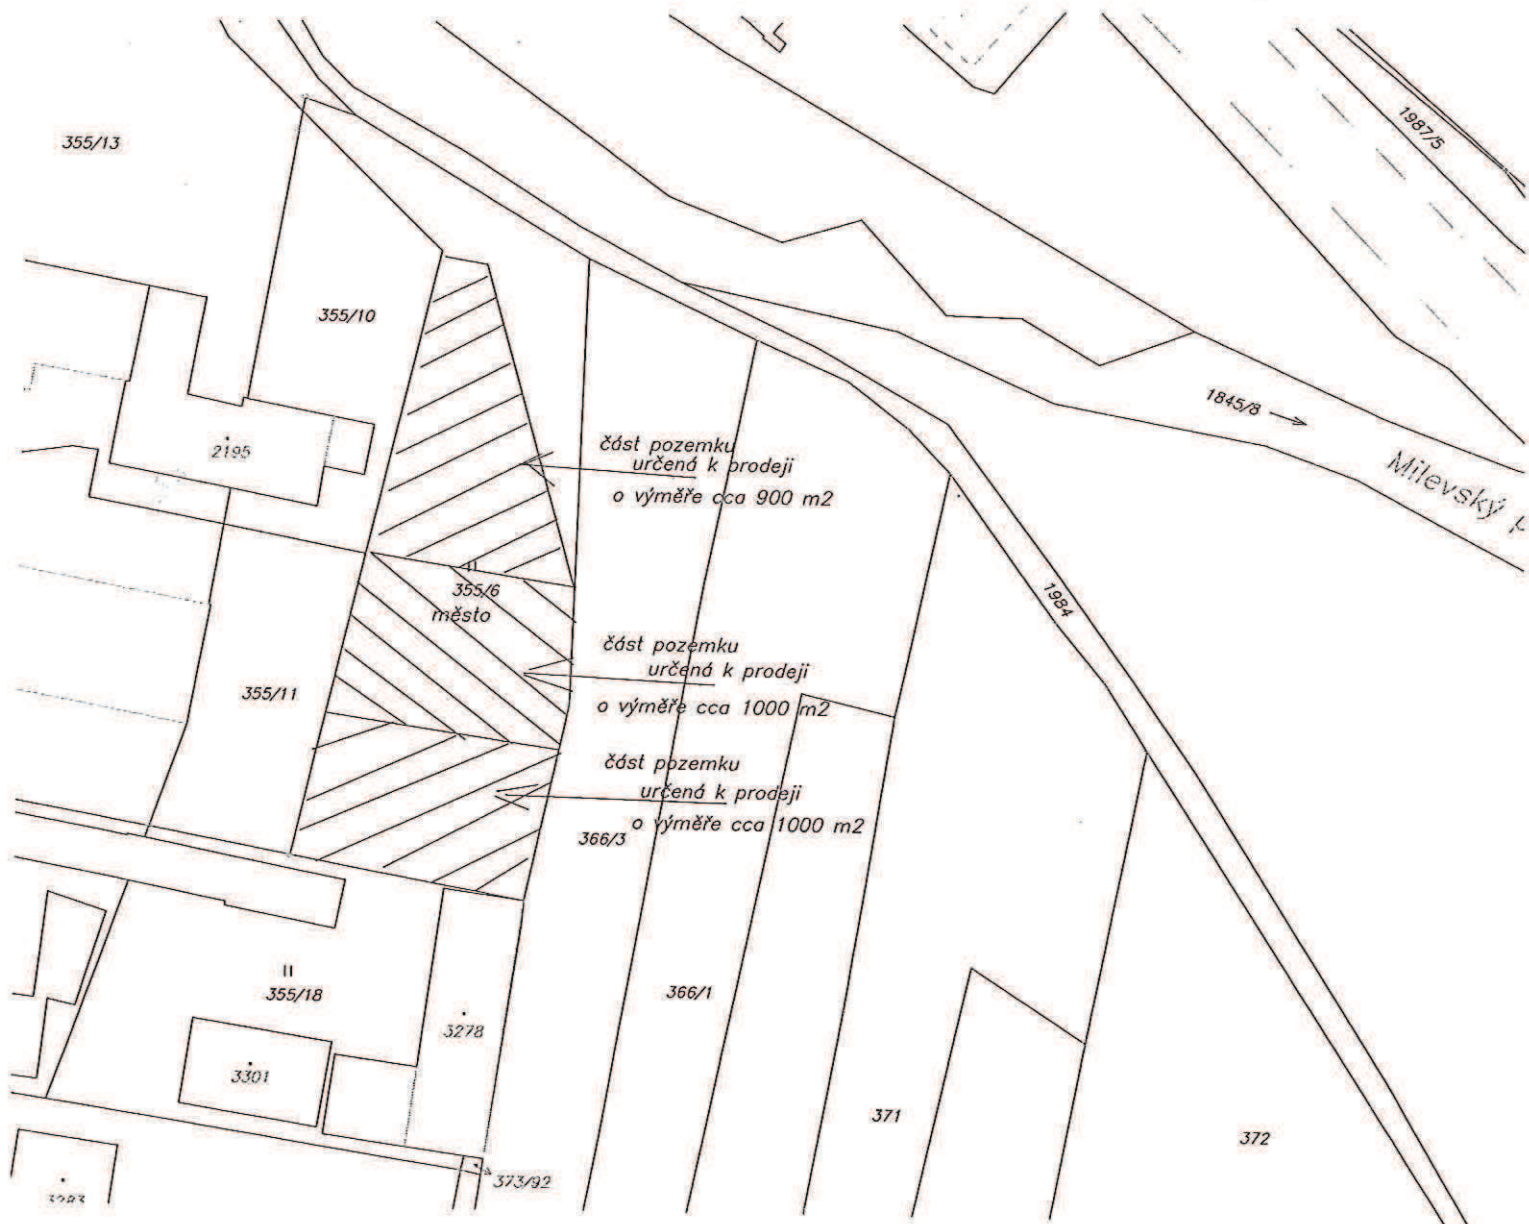 355/13
1987/5
355/10
1845/8
2195
část pozemku
určená k prodeji
o výměře cca 900 m2
Milevský
355/6
město
1984
část pozemku
určená k prodeji
o výměře cca 1000 m2
355/11
část pozemku
určená k prodeji
o výměře cca 1000 m2
366/3
355/18
366/1
3278
3301
371
372
373/92
3283